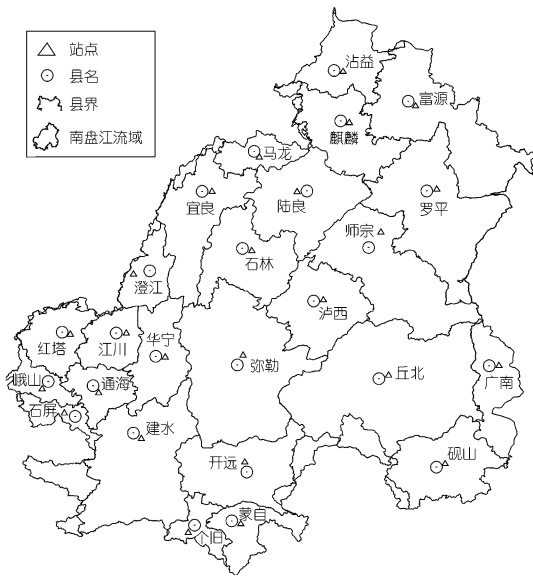 站点
县名
县界
南盘江流域
沾益
富源
麒麟
马龙
宜良
陆良
罗平
师宗
石林
澄江
泸西
红塔
江川
华宁
弥勒
丘北
广南
峨山
通海
石屏
建水
开远
砚山
蒙自
个旧